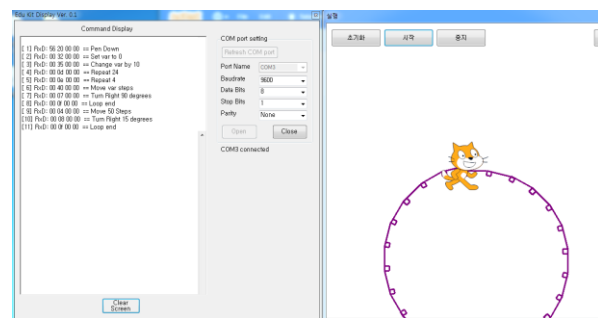 Edu Kit Display Ver. 0.1
Command Display
[ 1] RxD: 56 20 00 00 == Pen Down
[ 2] RxD: 00 32 00 00 == Set var to 0
[ 3] RxD: 00 35 00 00 == Change var by 10
[ 4] RxD: 00 0d 00 00 == Repeat 24
[ 5] RxD: 00 0a 00 00 == Repeat 4
[ 6] RxD: 00 40 00 00 == Move var steps
[ 7] RxD: 00 07 00 00 == Turn Right 90 degrees
[ 8] RxD: 00 0f 00 00 == Loop end
[ 9] RxD: 00 04 00 00 == Move 50 Steps
[10] RxD: 00 08 00 00 == Turn Right 15 degrees
[11] RxD: 00 0f 00 00 == Loop end
Clear
Screen
COM port setting
Refresh COM port
Port Name COM3
Baudrate 9600
Data Bits 8
Stop Bits 1
Parity None
Open Close
COM3 connected
실행
초기화 시작 중지